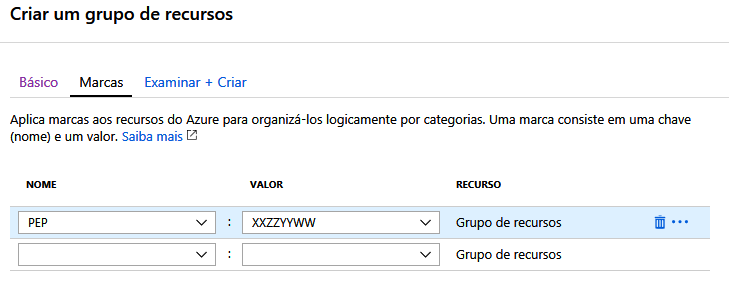 Criar um grupo de recursos
Básico Marcas Examinar + Criar
Aplica marcas aos recursos do Azure para organizá-los logicamente por categorias. Uma marca consiste em uma chave
(nome) e um valor. Saiba mais
NOME VALOR RECURSO
PEP : XXZZYYWW Grupo de recursos
: Grupo de recursos